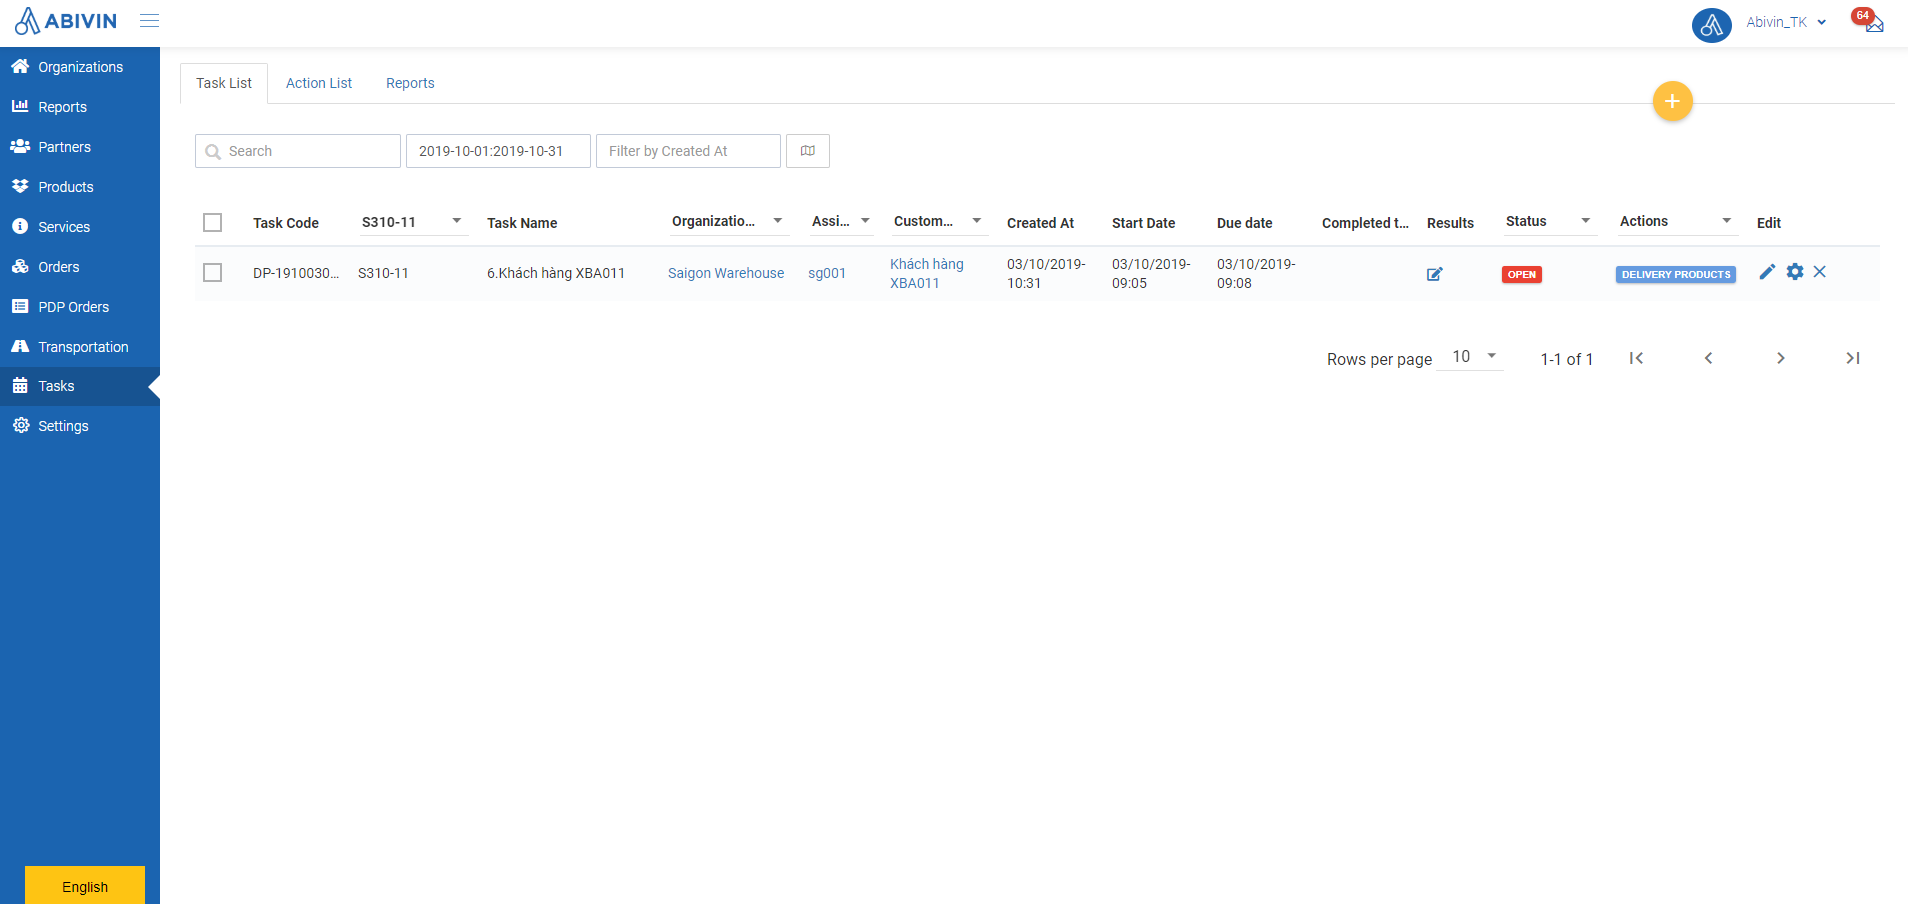 ABIVIN
Abivin_TK
64
Organizations
Reports
Partners
Products
Services
Orders
PDP Orders
Transportation
Tasks
Settings
English
Task List
Action List
Reports
+
Search
2019-10-01:2019-10-31
Filter by Created At
Task Code
S310-11
Task Name
Organizatio...
Assi...
Custom...
Created At
Start Date
Due date
Completed t...
Results
Status
Actions
Edit
DP-1910030...
S310-11
6.Khách hàng XBA011
Saigon Warehouse
sg001
Khách hàng
XBA011
03/10/2019-
10:31
03/10/2019-
09:05
03/10/2019-
09:08
OPEN
DELIVERY PRODUCTS
Rows per page
10
1-1 of 1